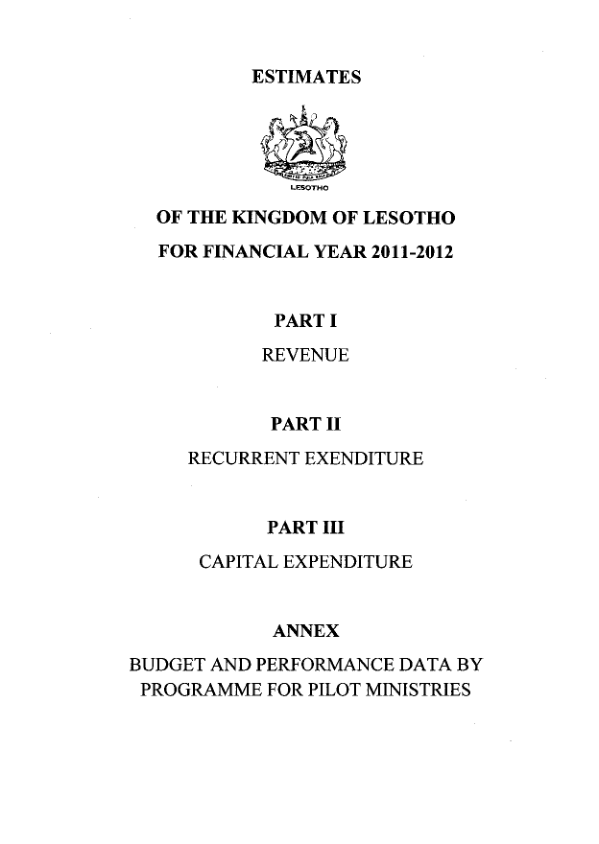 ESTIMATES
LESOTHO
OF THE KINGDOM OF LESOTHO
FOR FINANCIAL YEAR 2011-2012
PART I
REVENUE
PART II
RECURRENT EXENDITURE
PART III
CAPITAL EXPENDITURE
ANNEX
BUDGET AND PERFORMANCE DATA BY
PROGRAMME FOR PILOT MINISTRIES